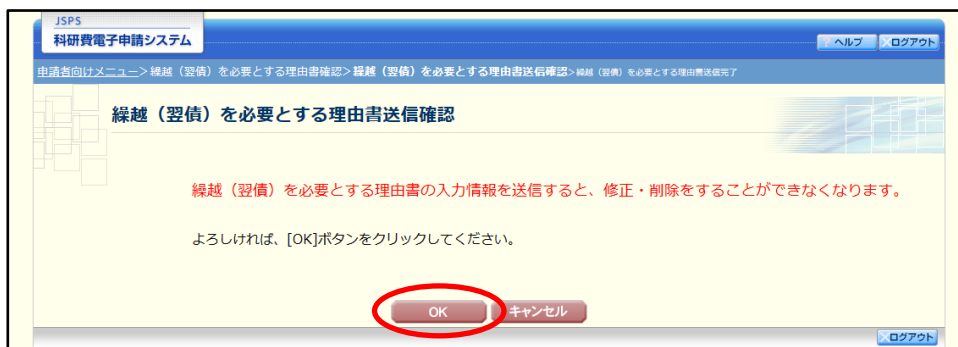 JSPS
科研費電子申請システム
? ヘルプ ×ログアウト
申請者向けメニュー>繰越（翌債）を必要とする理由書確認>繰越（翌債）を必要とする理由書送信確認>繰越（翌債）を必要とする理由書送信完了
繰越（翌債）を必要とする理由書送信確認
繰越（翌債）を必要とする理由書の入力情報を送信すると、修正・削除をすることができなくなります。
よろしければ、[OK]ボタンをクリックしてください。
OK キャンセル
×ログアウト